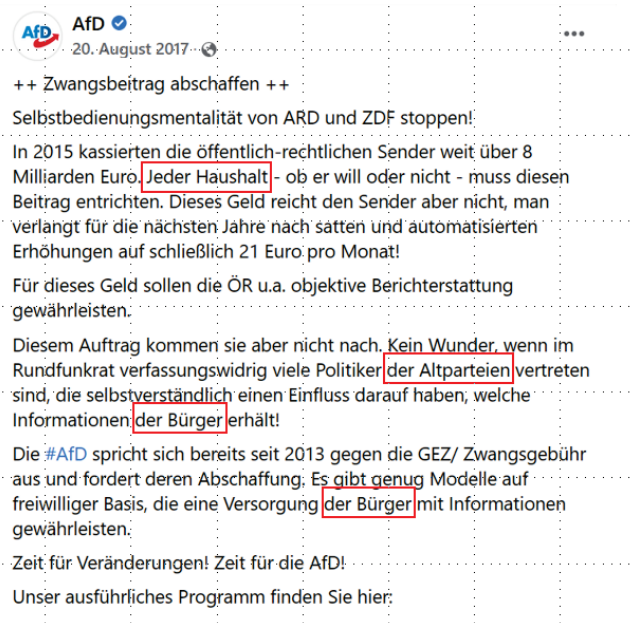 AfD
AfD
20. August 2017
++ Zwangsbeitrag abschaffen ++
Selbstbedienungsmentalität von ARD und ZDF stoppen!
In 2015 kassierten die öffentlich-rechtlichen Sender weit über 8
Milliarden Euro. Jeder Haushalt - ob er will oder nicht - muss diesen
Beitrag entrichten. Dieses Geld reicht den Sender aber nicht, man
verlangt für die nächsten Jahre nach satten und automatisierten
Erhöhungen auf schließlich 21 Euro pro Monat!
Für dieses Geld sollen die ÖR u.a. objektive Berichterstattung
gewährleisten.
Diesem Auftrag kommen sie aber nicht nach. Kein Wunder, wenn im
Rundfunkrat verfassungswidrig viele Politiker der Altparteien vertreten
sind, die selbstverständlich einen Einfluss darauf haben, welche
Informationen der Bürger erhält!
Die #AfD spricht sich bereits seit 2013 gegen die GEZ/ Zwangsgebühr
aus und fordert deren Abschaffung. Es gibt genug Modelle auf
freiwilliger Basis, die eine Versorgung der Bürger mit Informationen
gewährleisten.
Zeit für Veränderungen! Zeit für die AfD!
Unser ausführliches Programm finden Sie hier: